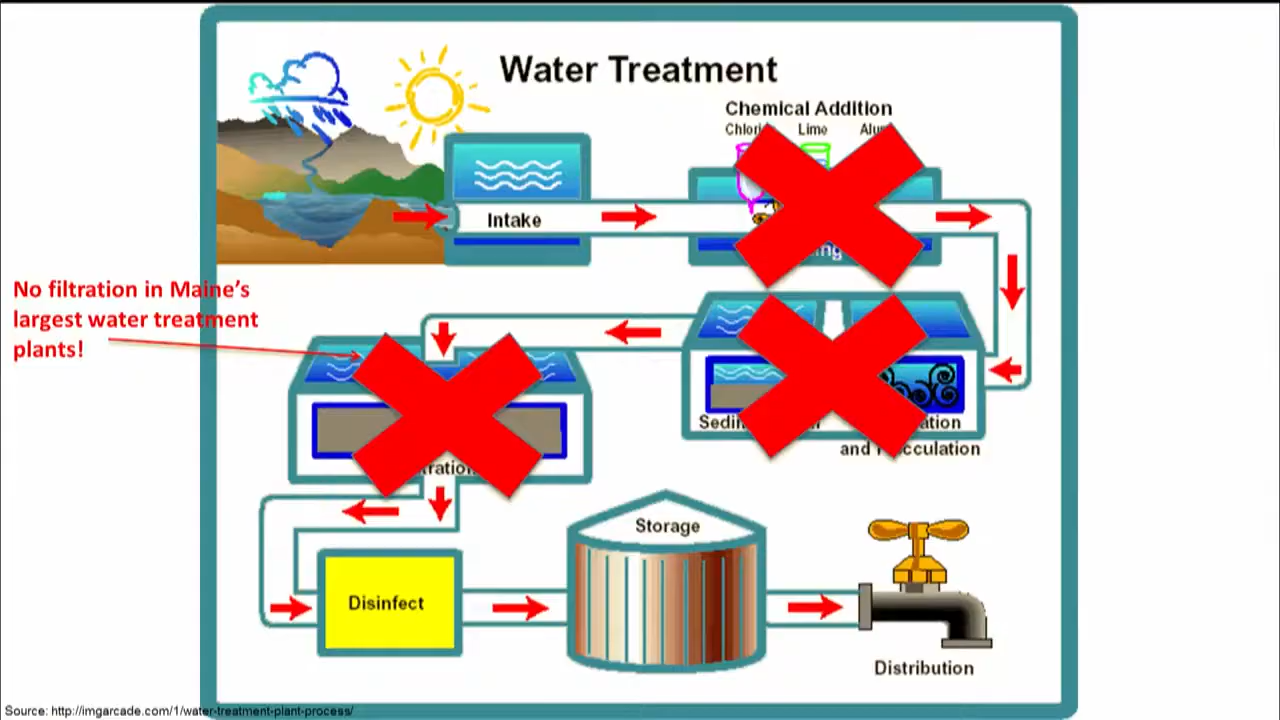 Water Treatment
Chemical Addition
Lime
Intake
No filtration in Maine's
largest water treatment
plants!
and
Storage
Disinfect
Distribution
Source: http://imgarcade.com/1/water-treatment-plant-process/